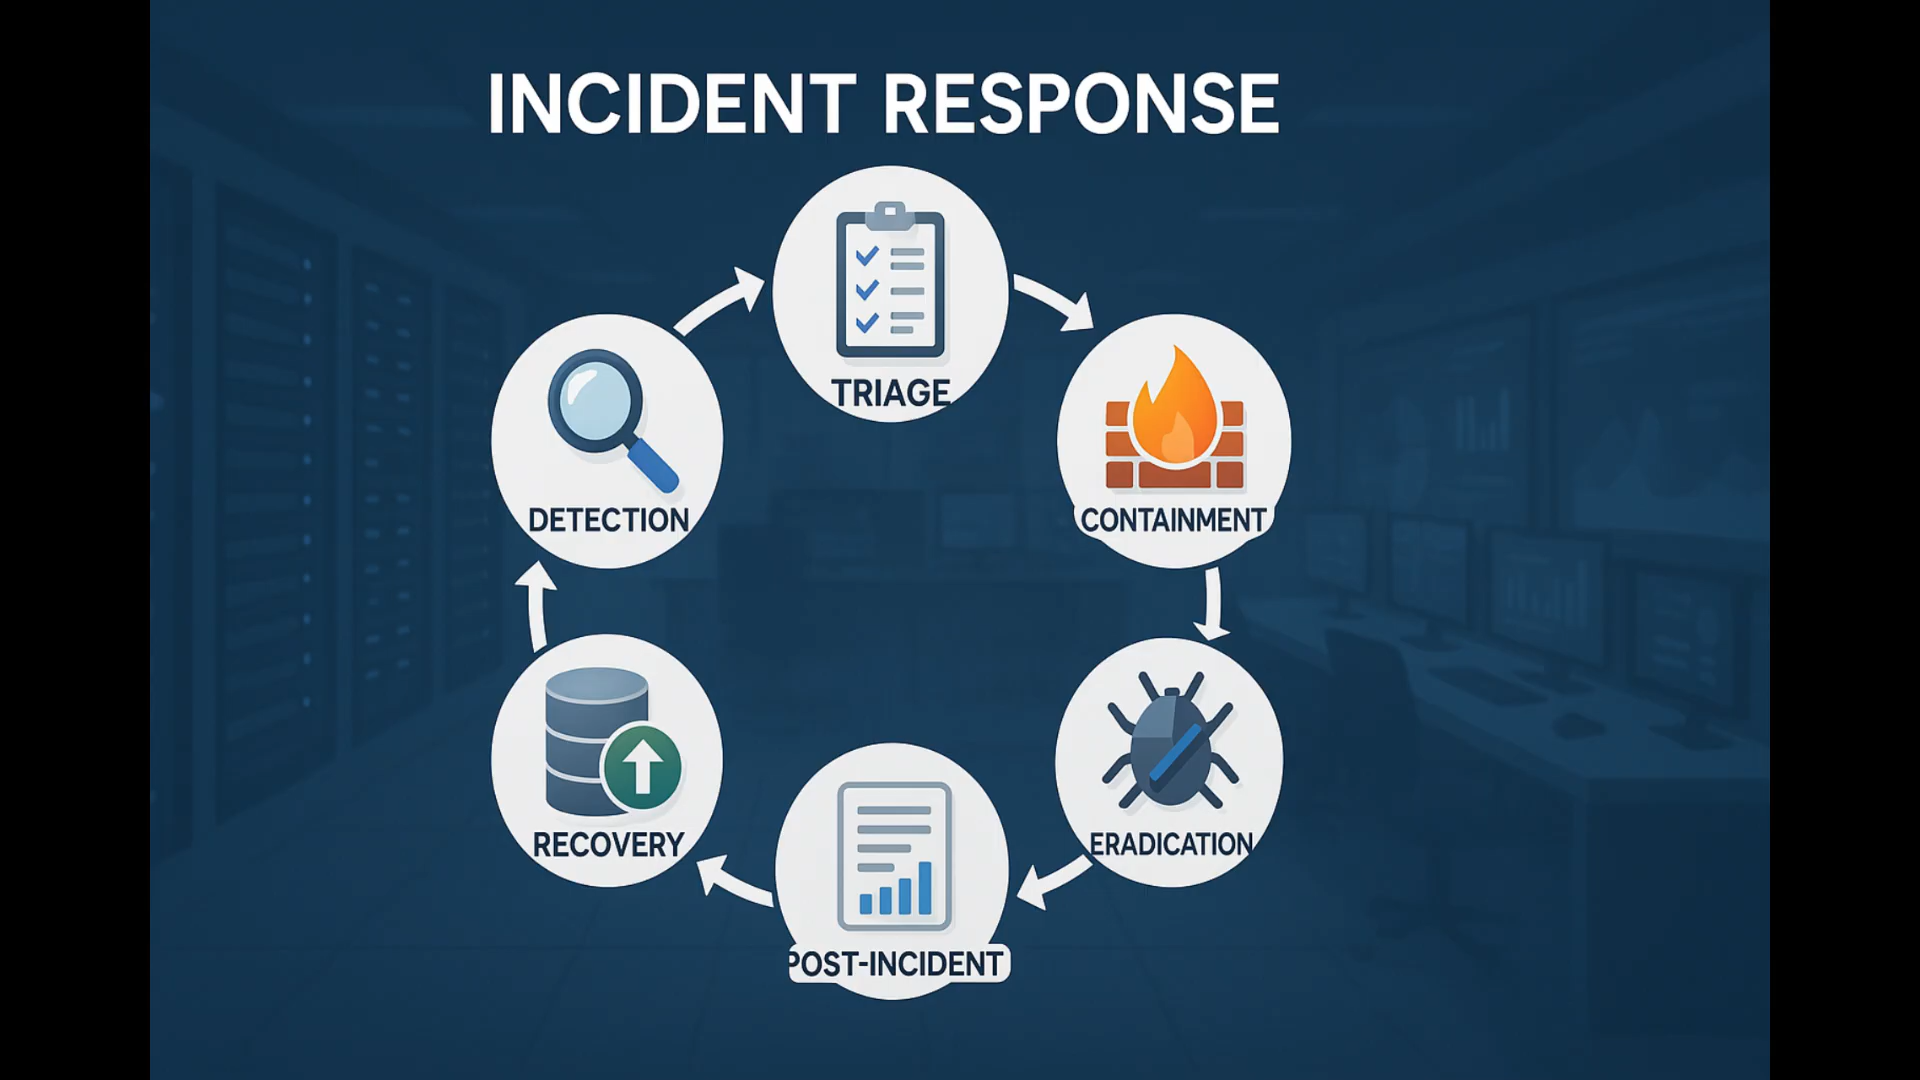 INCIDENT RESPONSE
TRIAGE
CONTAINMENT
ERADICATION
POST-INCIDENT
RECOVERY
DETECTION